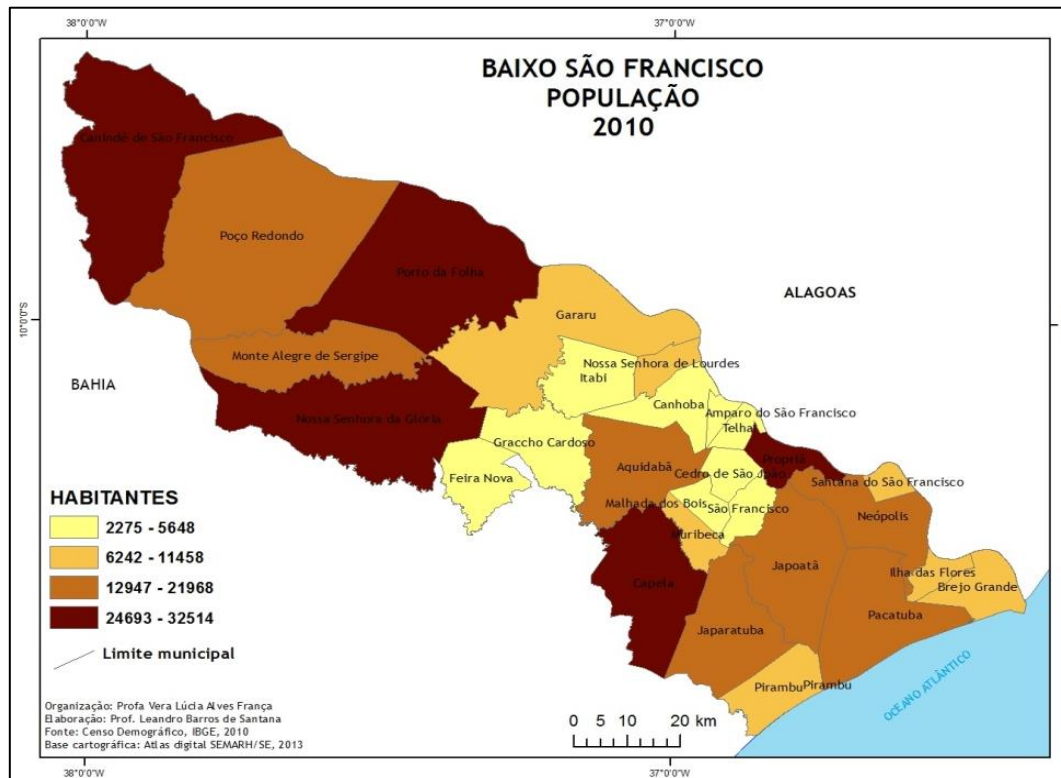 38°0'0"W
37°0'0"W
BAIXO SÃO FRANCISCO
POPULAÇÃO
2010
Canindé de São Francisco
Poço Redondo
Porto da Folha
ALAGOAS
10°0'0"S
Gararu
Monte Alegre de Sergipe
Nossa Senhora de Lourdes
Itabi
BAHIA
Canhoba
Nossa Senhora da Glória
Amparo do São Francisco
Telha
Graccho Cardoso
Propriá
Aquidabã
Cedro de São João
Feira Nova
Santana do São Francisco
Malhada dos Bois
São Francisco
Neópolis
Muribeca
Japoatã
Ilha das Flores
Capela
Brejo Grande
Pacatuba
Japaratuba
Pirambu
Pirambu
OCEANO ATLÂNTICO
HABITANTES
2275 - 5648
6242 - 11458
12947 - 21968
24693 - 32514
Limite municipal
Organização: Profa Vera Lúcia Alves França
Elaboração: Prof. Leandro Barros de Santana
Fonte: Censo Demográfico, IBGE, 2010
Base cartográfica: Atlas digital SEMARH/SE, 2013
0 5 10 20 km
38°0'0"W
37°0'0"W